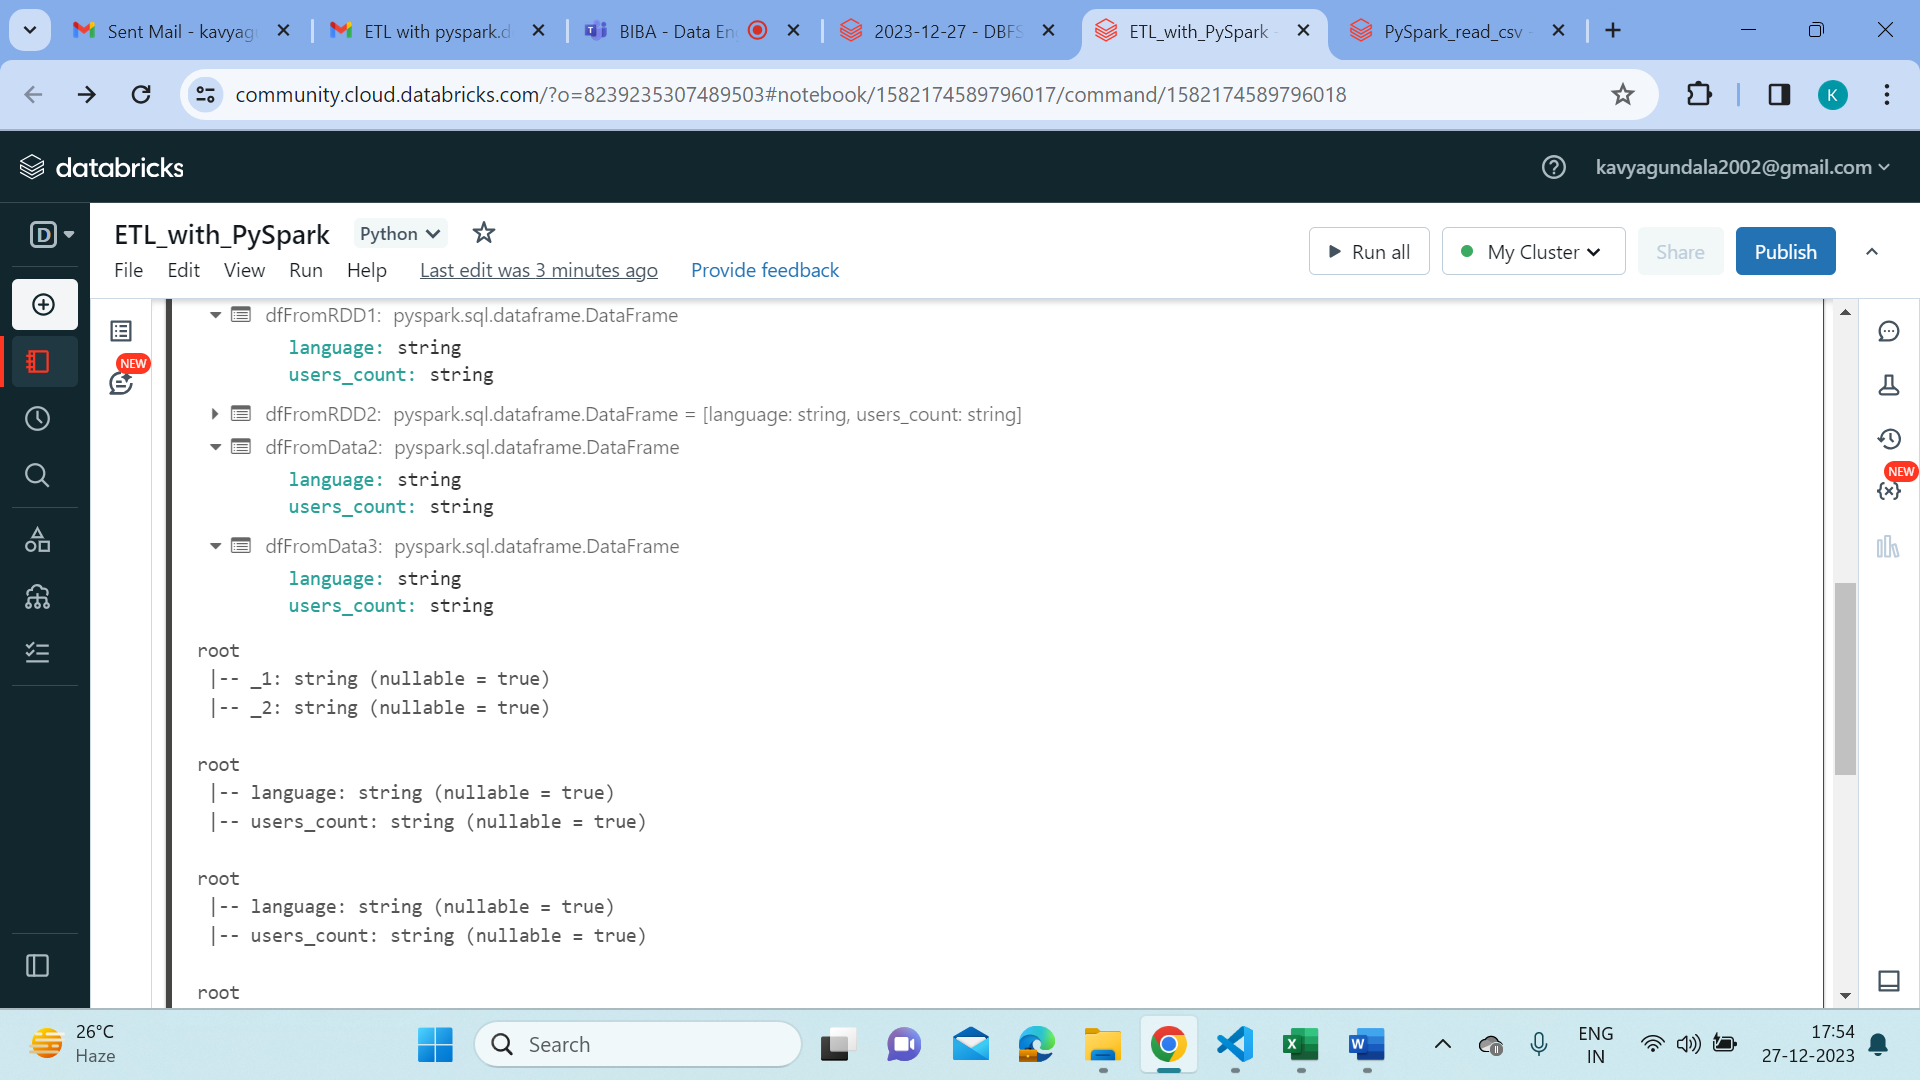 Sent Mail - kavyag
ETL with pyspark.d
BIBA - Data En
2023-12-27 - DBFS
ETL_with_PySpark -
PySpark_read_csv -
community.cloud.databricks.com/?o=8239235307489503#notebook/1582174589796017/command/1582174589796018
K
databricks
kavyagundala2002@gmail.com
D
ETL_with_PySpark
Python
File Edit View Run Help Last edit was 3 minutes ago Provide feedback
Run all
My Cluster
Share
Publish
NEW
NEW
dfFromRDD1: pyspark.sql.dataframe.DataFrame
language: string
users_count: string
dfFromRDD2: pyspark.sql.dataframe.DataFrame = [language: string, users_count: string]
dfFromData2: pyspark.sql.dataframe.DataFrame
language: string
users_count: string
dfFromData3: pyspark.sql.dataframe.DataFrame
language: string
users_count: string
root
|-- _1: string (nullable = true)
|-- _2: string (nullable = true)
root
|-- language: string (nullable = true)
|-- users_count: string (nullable = true)
root
|-- language: string (nullable = true)
|-- users_count: string (nullable = true)
root
26°C
Haze
Search
ENG
IN
17:54
27-12-2023